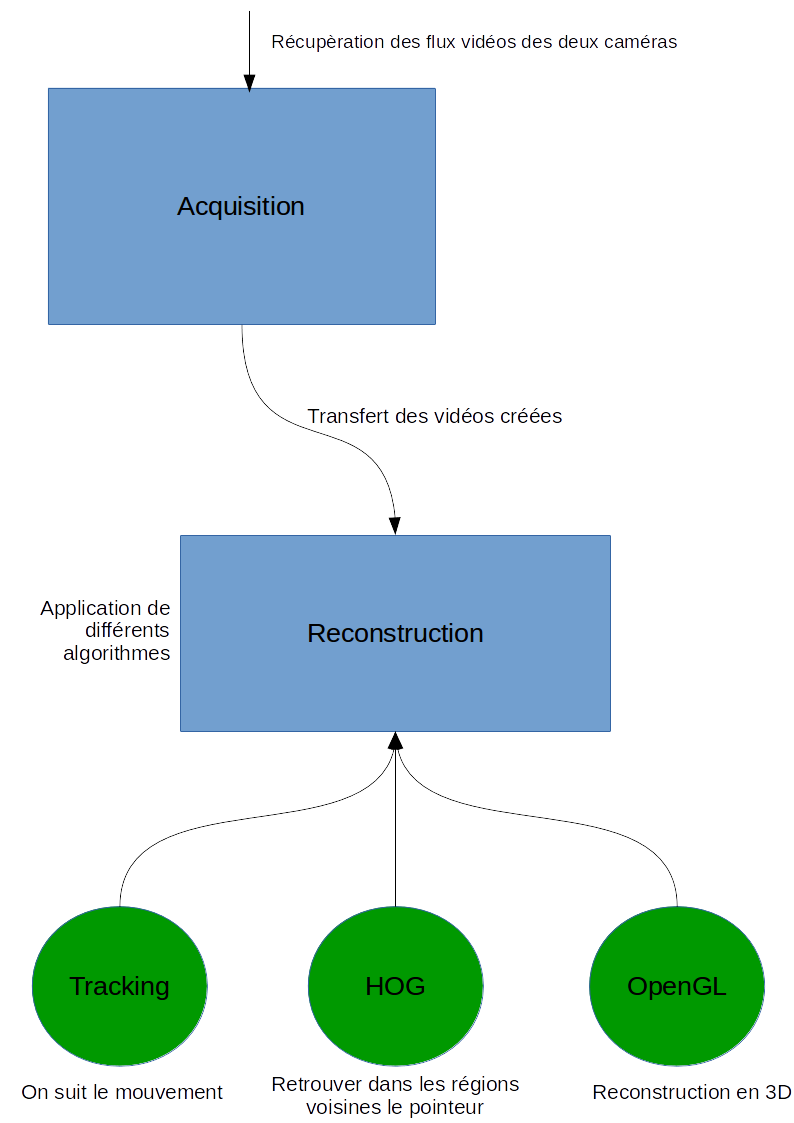 Récupèration des flux vidéos des deux caméras
Acquisition
Transfert des vidéos créées
Application de
différents
algorithmes
Reconstruction
Tracking
HOG
OpenGL
On suit le mouvement
Retrouver dans les régions
voisines le pointeur
Reconstruction en 3D